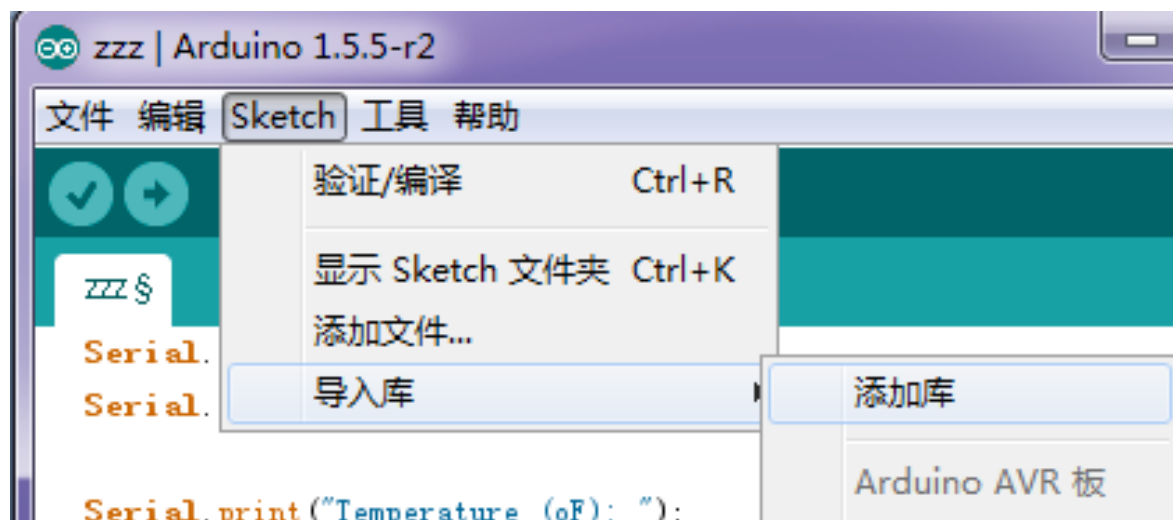 zzz | Arduino 1.5.5-r2
文件 编辑 Sketch 工具 帮助
验证/编译 Ctrl+R
zzz §
显示 Sketch 文件夹 Ctrl+K
添加文件...
Serial.
导入库
添加库
Serial.
Arduino AVR 板
Serial.print("Temperature (oF): ");